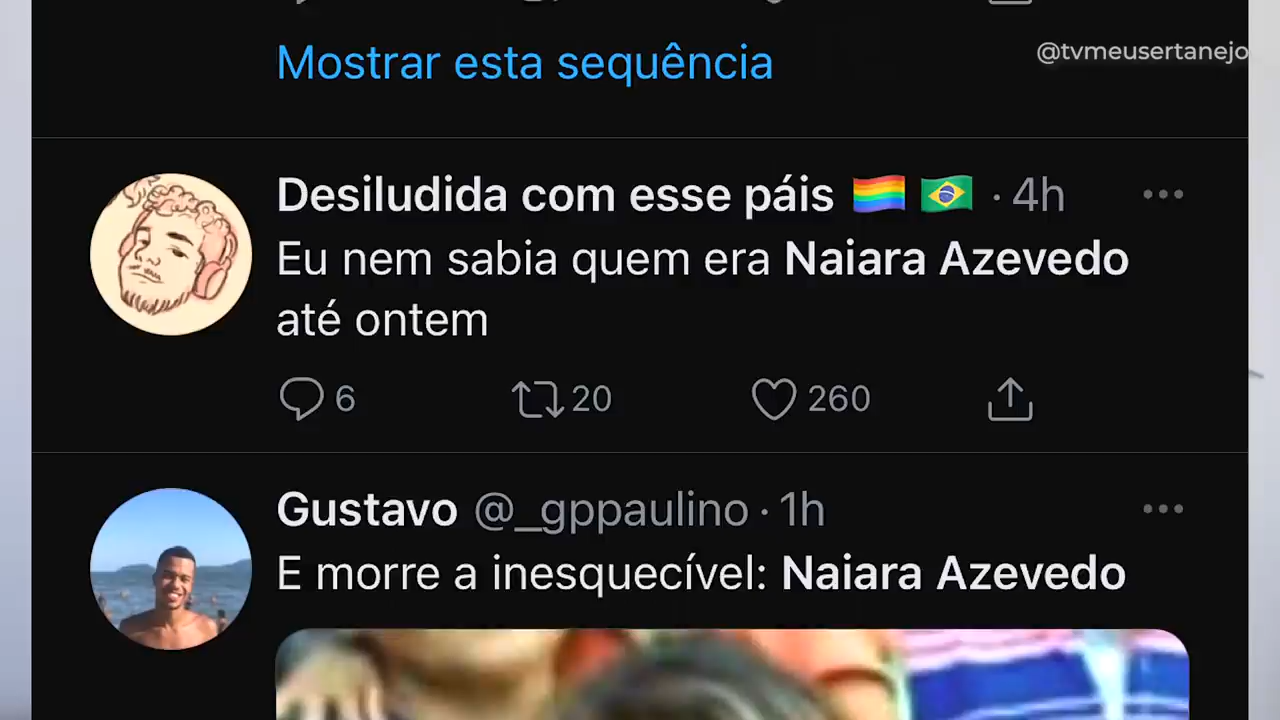 Mostrar esta sequência
@tvmeusertanejo
Desiludida com esse páis 🏳️‍🌈 🇧🇷 · 4h
Eu nem sabia quem era Naiara Azevedo
até ontem
6 20 260
Gustavo @_gppaulino · 1h
E morre a inesquecível: Naiara Azevedo